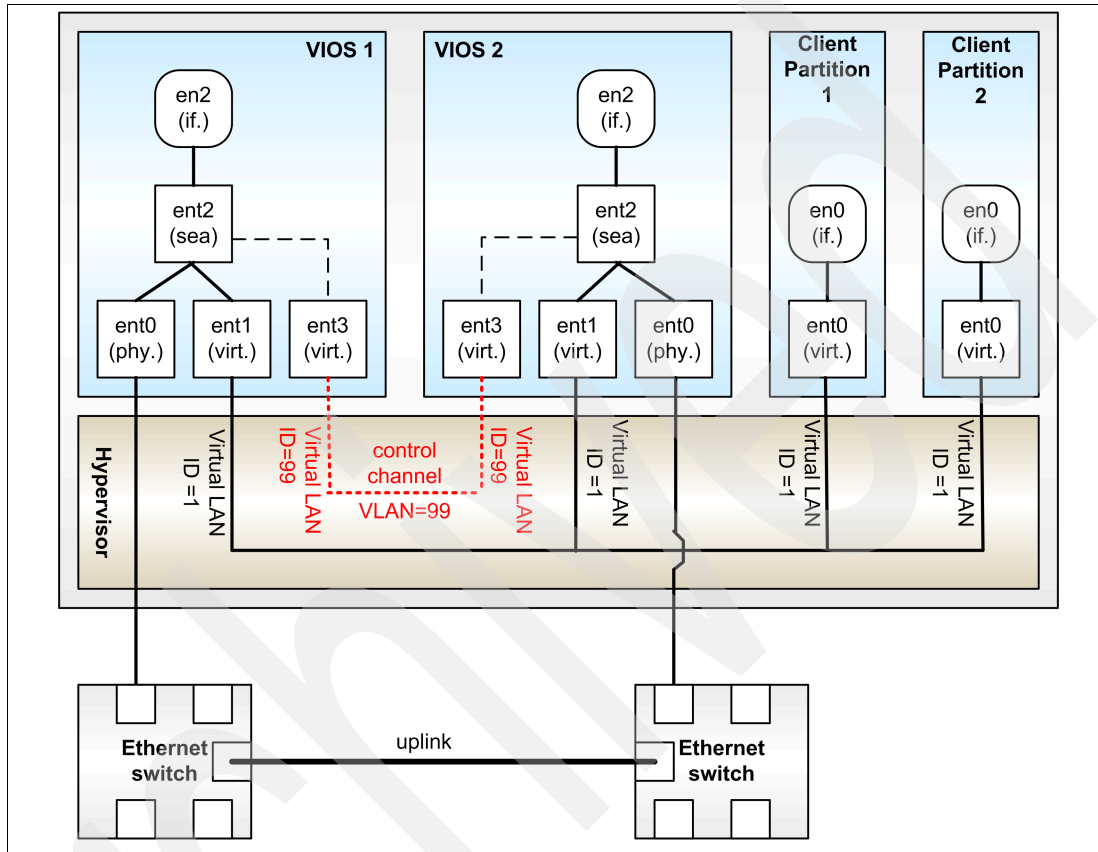 VIOS 1
en2
(if.)
ent2
(sea)
ent0
(phy.)
ent1
(virt.)
ent3
(virt.)
VIOS 2
en2
(if.)
ent2
(sea)
ent3
(virt.)
ent1
(virt.)
ent0
(phy.)
Client
Partition
1
en0
(if.)
ent0
(virt.)
Client
Partition
2
en0
(if.)
ent0
(virt.)
Hypervisor
Virtual LAN
ID =1
Virtual LAN
ID=99
control
channel
VLAN=99
Virtual LAN
ID=99
Virtual LAN
ID =1
Virtual LAN
ID =1
Virtual LAN
ID =1
Ethernet
switch
uplink
Ethernet
switch